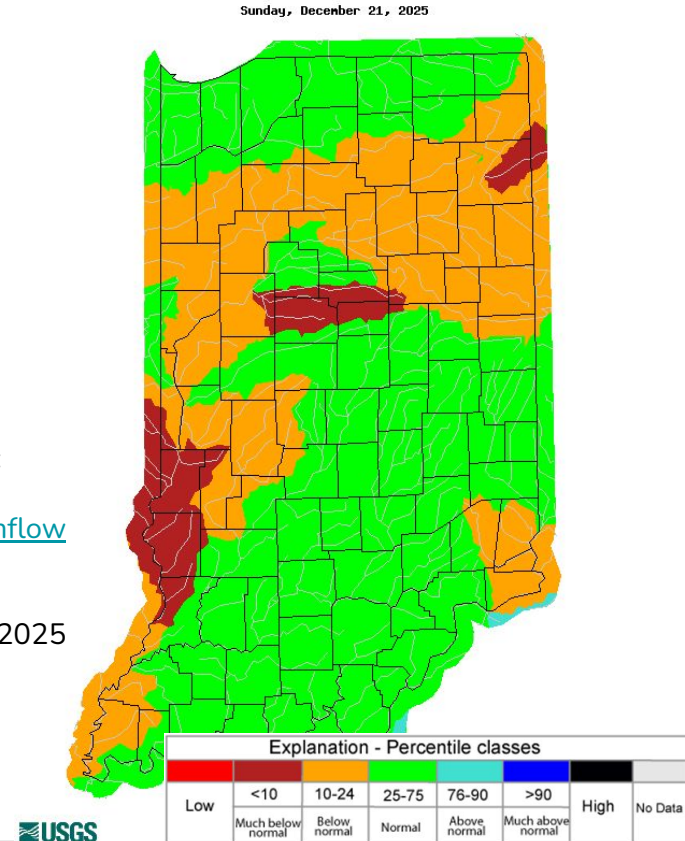 Sunday, December 21, 2025
nflow
2025
Explanation - Percentile classes
Low
<10
10-24
25-75
76-90
>90
High
No Data
Much below normal
Below normal
Normal
Above normal
Much above normal
USGS